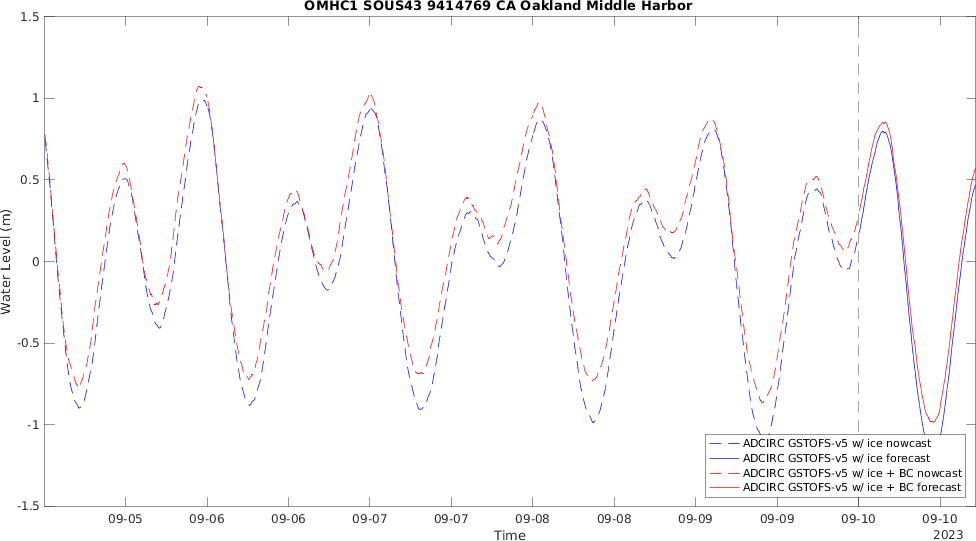 OMHC1 SOUS43 9414769 CA Oakland Middle Harbor
1.5
1
0.5
0
-0.5
-1
-1.5
Water Level (m)
ADCIRC GSTOFS-v5 w/ ice nowcast
ADCIRC GSTOFS-v5 w/ ice forecast
ADCIRC GSTOFS-v5 w/ ice + BC nowcast
ADCIRC GSTOFS-v5 w/ ice + BC forecast
09-05 09-06 09-06 09-07 09-07 09-08 09-08 09-09 09-09 09-10 09-10
2023
Time